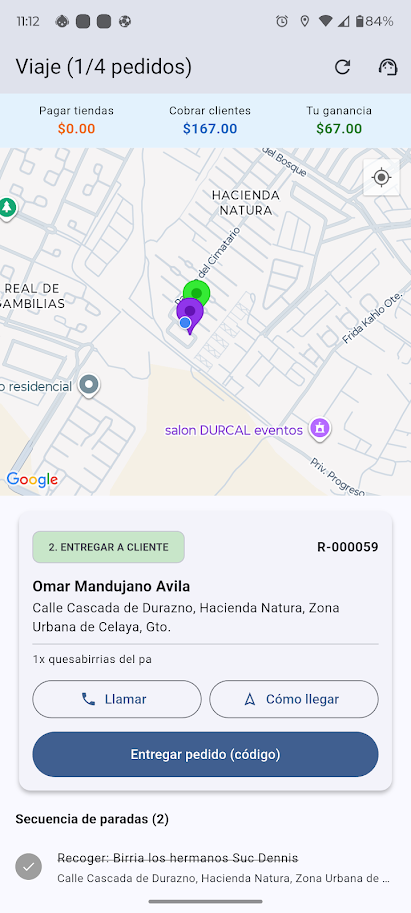 11:12
84%
Viaje (1/4 pedidos)
Pagar tiendas
$0.00
Cobrar clientes
$167.00
Tu ganancia
$67.00
del Bosque
HACIENDA
NATURA
del Cimatario
REAL DE
GAMBILIAS
Frida Kahlo Ote.
o residencial
salon DURCAL eventos
Priv. Progreso
Google
2. ENTREGAR A CLIENTE
R-000059
Omar Mandujano Avila
Calle Cascada de Durazno, Hacienda Natura, Zona
Urbana de Celaya, Gto.
1x quesabirrias del pa
Llamar
Cómo llegar
Entregar pedido (código)
Secuencia de paradas (2)
Recoger: Birria los hermanos Suc Dennis
Calle Cascada de Durazno, Hacienda Natura, Zona Urbana de ...